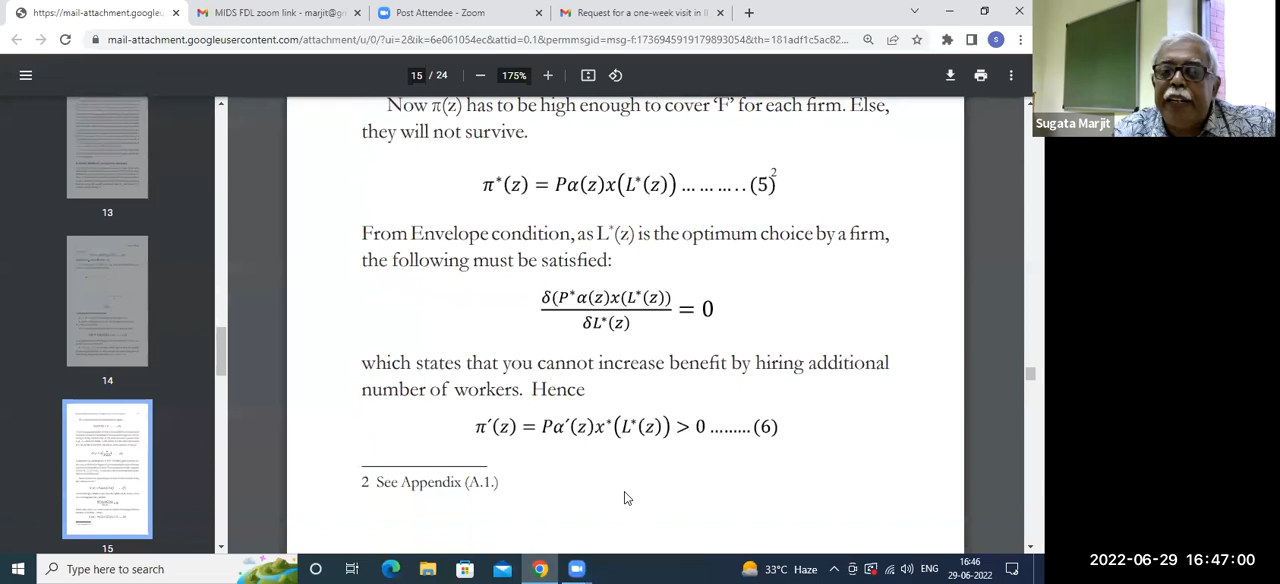 https://mail-attachment.googleu
MIDS FDL zoom link - marjit@g
Post Attendee - Zoom
Request for a one-week visit in I
mail-attachment.googleusercontent.com/attachment/u/0/?ui=2&ik=6e061054ec&attid=0.1&permmsgid=msg-f:1736945919179893054&th=181adf1c5ac82...
S
15 / 24
175%
13
14
15
Now π(z) has to be high enough to cover 'F' for each firm. Else,
they will not survive.
π*(z) = Pα(z)x(L*(z)) … … … . . (5)²
From Envelope condition, as L*(z) is the optimum choice by a firm,
the following must be satisfied:
δ(P*α(z)x(L*(z))
δL*(z)
= 0
which states that you cannot increase benefit by hiring additional
number of workers. Hence
π′(z) = Pα′(z)x*(L*(z)) > 0 ………(6)
2 See Appendix (A.1.)
Sugata Marjit
Type here to search
33°C Haze
ENG
16:46
29-06-2022
2022-06-29 16:47:00